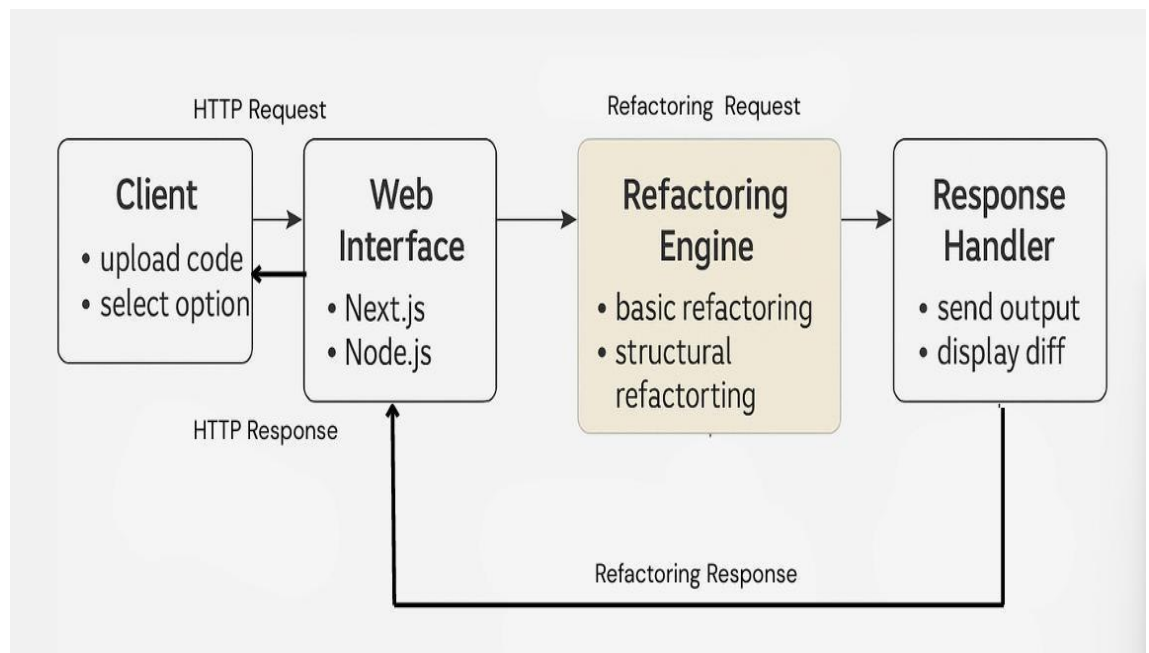 HTTP Request
Refactoring Request
Client
• upload code
• select option
Web
Interface
• Next.js
• Node.js
Refactoring
Engine
• basic refactoring
• structural
refactorting
Response
Handler
• send output
• display diff
HTTP Response
Refactoring Response